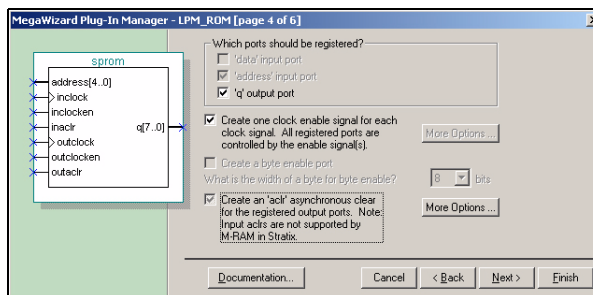 MegaWizard Plug-In Manager - LPM_ROM [page 4 of 6]
sprom
address[4..0]
inclock
inclocken
inaclr
q[7..0]
outclock
outclocken
outaclr
Which ports should be registered?
'data' input port
'address' input port
'q' output port
Create one clock enable signal for each
clock signal. All registered ports are
controlled by the enable signal(s).
More Options ...
Create a byte enable port
What is the width of a byte for byte enable?
8
bits
Create an 'aclr' asynchronous clear
for the registered output ports. Note:
Input aclrs are not supported by
M-RAM in Stratix.
More Options ...
Documentation...
Cancel
< Back
Next >
Finish